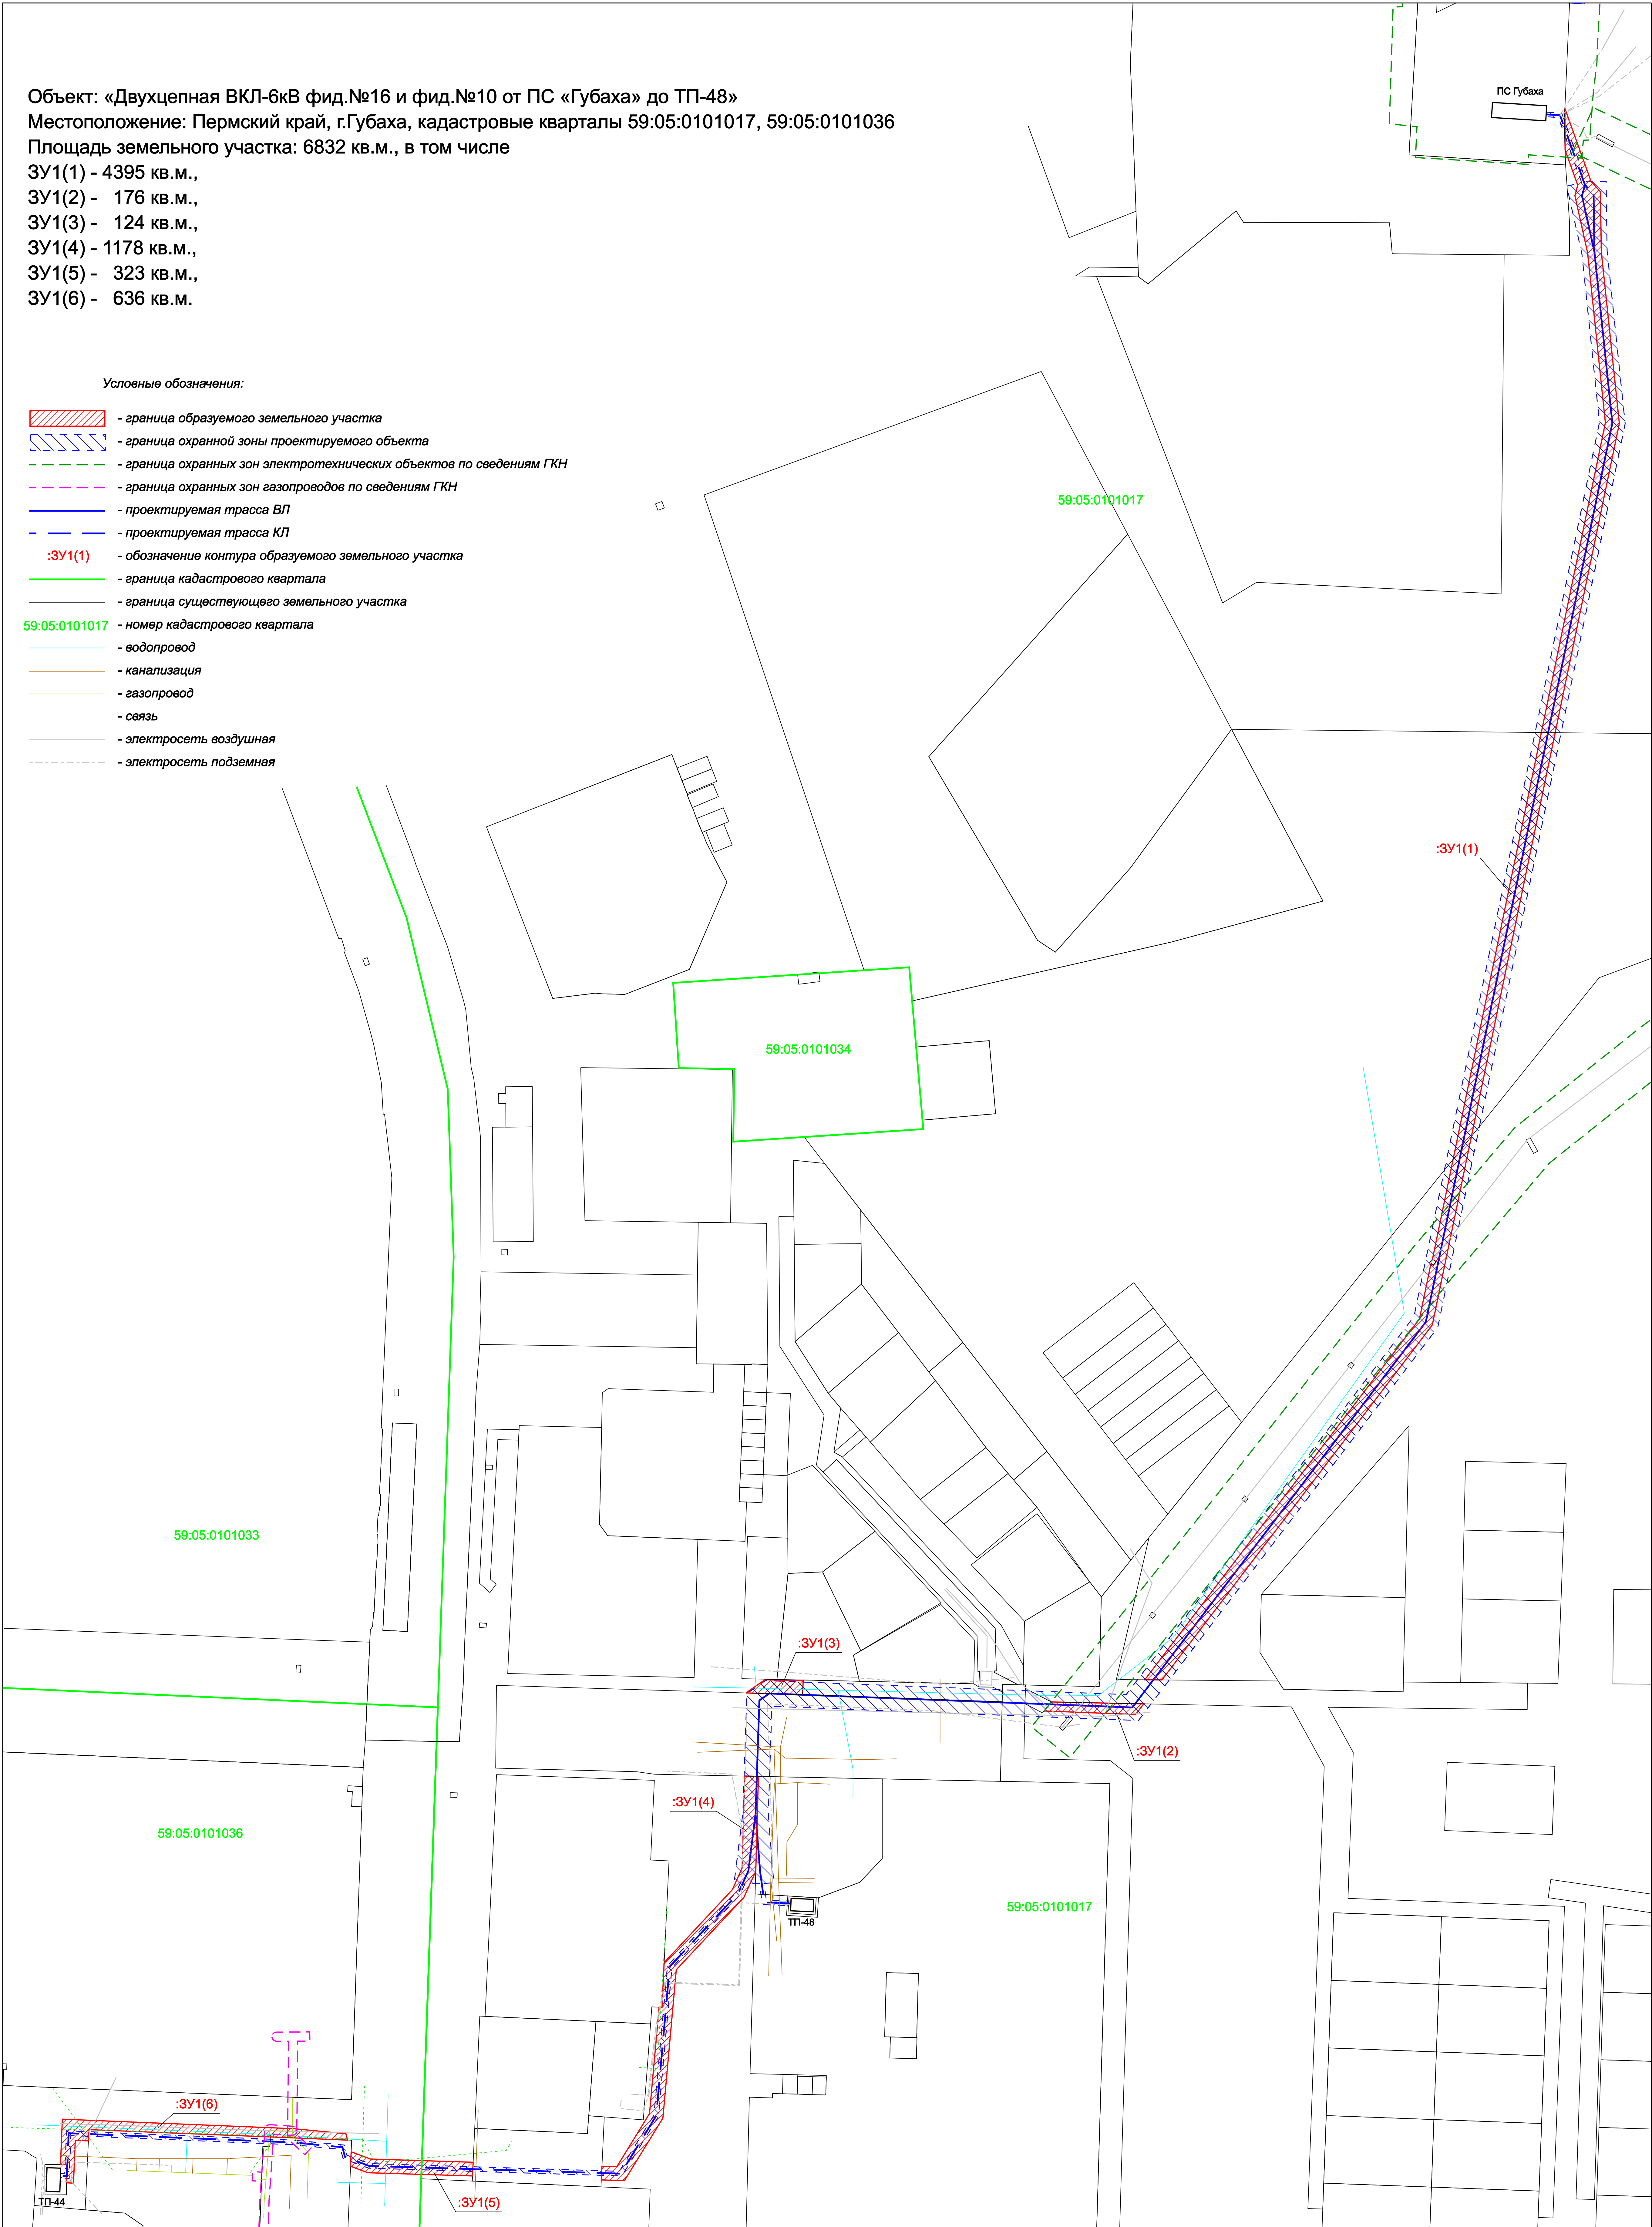 Объект: «Двухцепная ВКЛ-6кВ фид.№16 и фид.№10 от ПС «Губаха» до ТП-48»
Местоположение: Пермский край, г.Губаха, кадастровые кварталы 59:05:0101017, 59:05:0101036
Площадь земельного участка: 6832 кв.м., в том числе
ЗУ1(1) - 4395 кв.м.,
ЗУ1(2) - 176 кв.м.,
ЗУ1(3) - 124 кв.м.,
ЗУ1(4) - 1178 кв.м.,
ЗУ1(5) - 323 кв.м.,
ЗУ1(6) - 636 кв.м.
Условные обозначения:
- граница образуемого земельного участка
- граница охранной зоны проектируемого объекта
- граница охранных зон электротехнических объектов по сведениям ГКН
- граница охранных зон газопроводов по сведениям ГКН
- проектируемая трасса ВЛ
- проектируемая трасса КЛ
:ЗУ1(1) - обозначение контура образуемого земельного участка
- граница кадастрового квартала
- граница существующего земельного участка
59:05:0101017 - номер кадастрового квартала
- водопровод
- канализация
- газопровод
- связь
- электросеть воздушная
- электросеть подземная
ПС Губаха
59:05:0101017
:ЗУ1(1)
59:05:0101034
59:05:0101033
:ЗУ1(3)
:ЗУ1(2)
:ЗУ1(4)
59:05:0101036
59:05:0101017
ТП-48
:ЗУ1(6)
ТП-44
:ЗУ1(5)